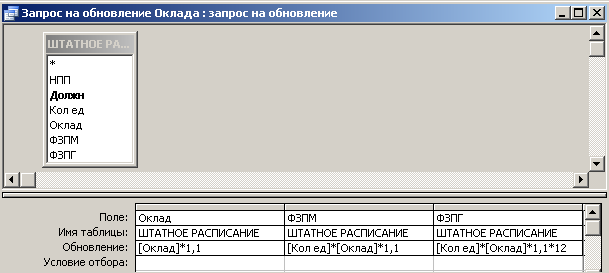 Запрос на обновление Оклада : запрос на обновление
ШТАТНОЕ РА...
*
НПП
Должн
Кол ед
Оклад
ФЗПМ
ФЗПГ
Поле: Оклад ФЗПМ ФЗПГ
Имя таблицы: ШТАТНОЕ РАСПИСАНИЕ ШТАТНОЕ РАСПИСАНИЕ ШТАТНОЕ РАСПИСАНИЕ
Обновление: [Оклад]*1,1 [Кол ед]*[Оклад]*1,1 [Кол ед]*[Оклад]*1,1*12
Условие отбора: